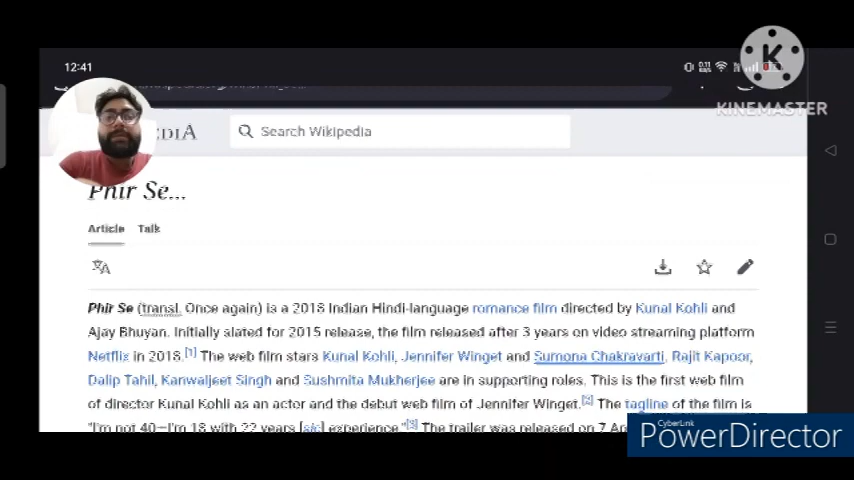 12:41
KINEMASTER
Search Wikipedia
Phir Se...
Article Talk
Phir Se (transl. Once again) is a 2018 Indian Hindi-language romance film directed by Kunal Kohli and
Ajay Bhuyan. Initially slated for 2015 release, the film released after 3 years on video streaming platform
Netflix in 2018.[1] The web film stars Kunal Kohli, Jennifer Winget and Sumona Chakravarti, Rajit Kapoor,
Dalip Tahil, Kanwaljeet Singh and Sushmita Mukherjee are in supporting roles. This is the first web film
of director Kunal Kohli as an actor and the debut web film of Jennifer Winget.[2] The tagline of the film is
"I'm not 40—I'm 18 with 22 years [sic] experience."[3] The trailer was released on 7
CyberLink
PowerDirector